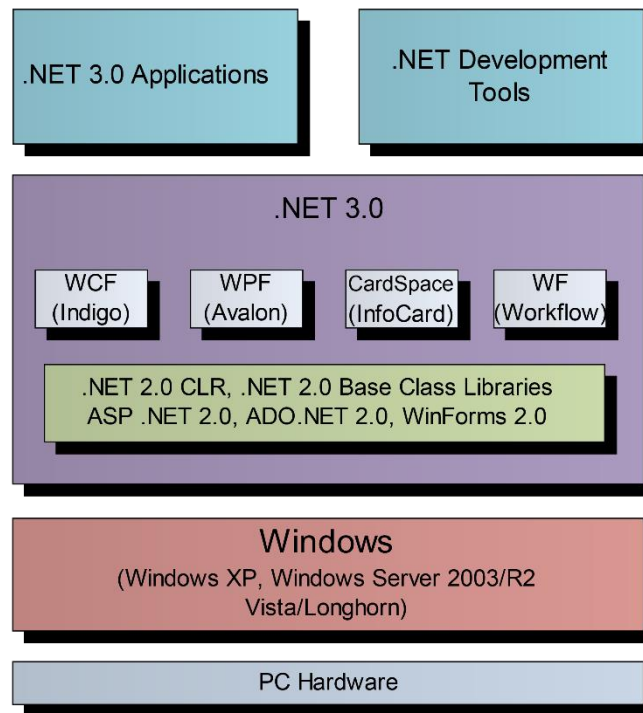 .NET 3.0 Applications
.NET Development
Tools
.NET 3.0
WCF
(Indigo)
WPF
(Avalon)
CardSpace
(InfoCard)
WF
(Workflow)
.NET 2.0 CLR, .NET 2.0 Base Class Libraries
ASP .NET 2.0, ADO.NET 2.0, WinForms 2.0
Windows
(Windows XP, Windows Server 2003/R2
Vista/Longhorn)
PC Hardware